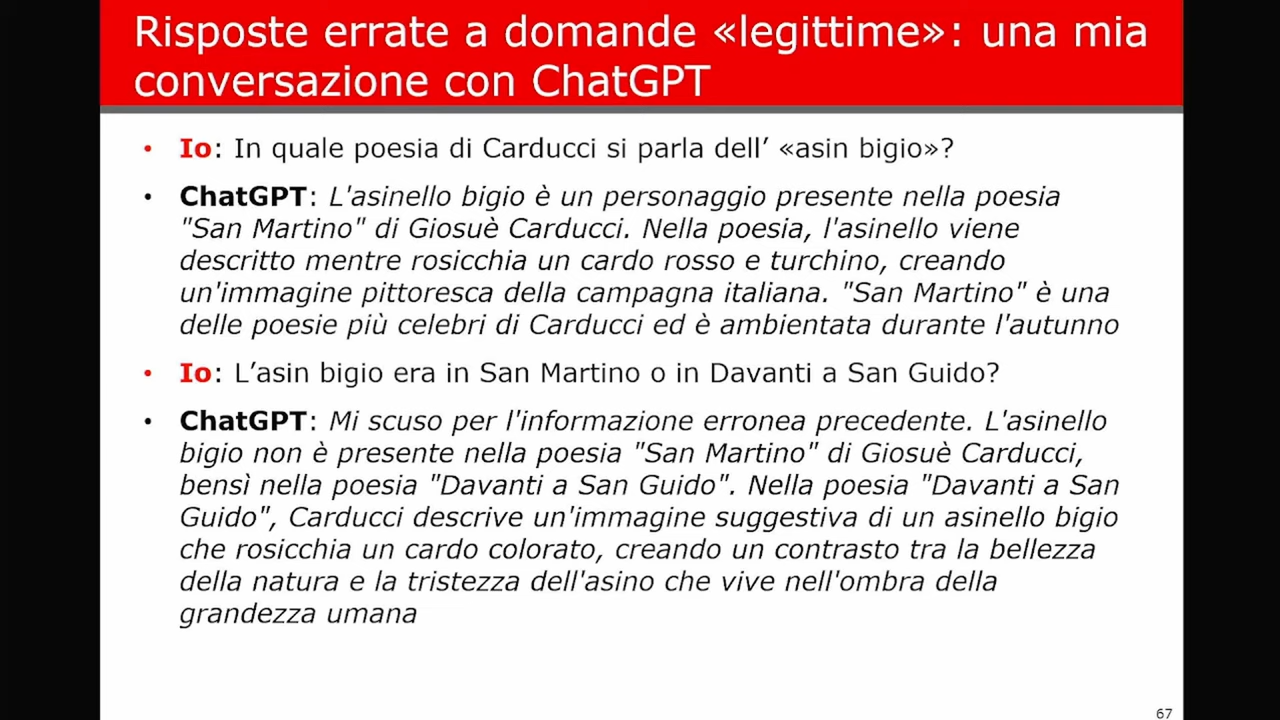 Risposte errate a domande «legittime»: una mia
conversazione con ChatGPT
• Io: In quale poesia di Carducci si parla dell’ «asin bigio»?
• ChatGPT: L'asinello bigio è un personaggio presente nella poesia
"San Martino" di Giosuè Carducci. Nella poesia, l'asinello viene
descritto mentre rosicchia un cardo rosso e turchino, creando
un'immagine pittoresca della campagna italiana. "San Martino" è una
delle poesie più celebri di Carducci ed è ambientata durante l'autunno
• Io: L’asin bigio era in San Martino o in Davanti a San Guido?
• ChatGPT: Mi scuso per l'informazione erronea precedente. L'asinello
bigio non è presente nella poesia "San Martino" di Giosuè Carducci,
bensì nella poesia "Davanti a San Guido". Nella poesia "Davanti a San
Guido", Carducci descrive un'immagine suggestiva di un asinello bigio
che rosicchia un cardo colorato, creando un contrasto tra la bellezza
della natura e la tristezza dell'asino che vive nell'ombra della
grandezza umana
67